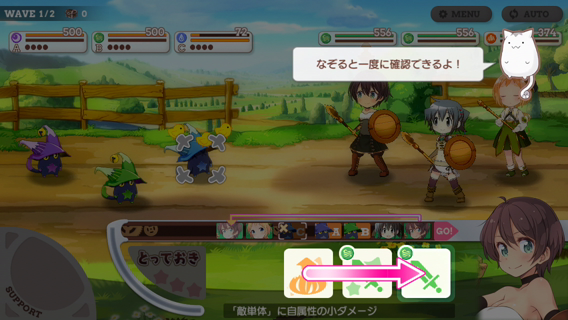 WAVE 1/2 0
MENU
AUTO
500
A
500
B
72
C
556
556
374
なぞると一度に確認できるよ!
A
B
GO!
とっておき
SUPPORT
「敵単体」に自属性の小ダメージ